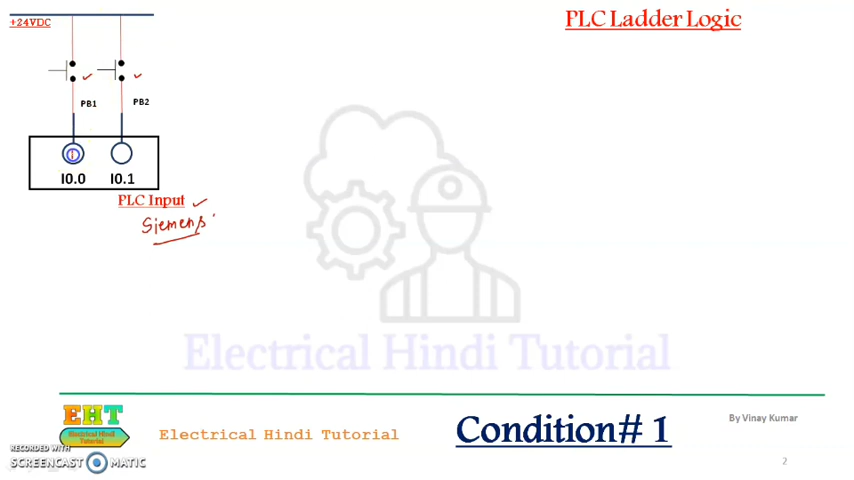 PLC Ladder Logic
+24VDC
PB1
PB2
I0.0
I0.1
PLC Input
Siemens
Electrical Hindi Tutorial
EHT
Electrical Hindi
Tutorial
Electrical Hindi Tutorial
Condition# 1
By Vinay Kumar
RECORDED WITH
SCREENCAST MATIC
2